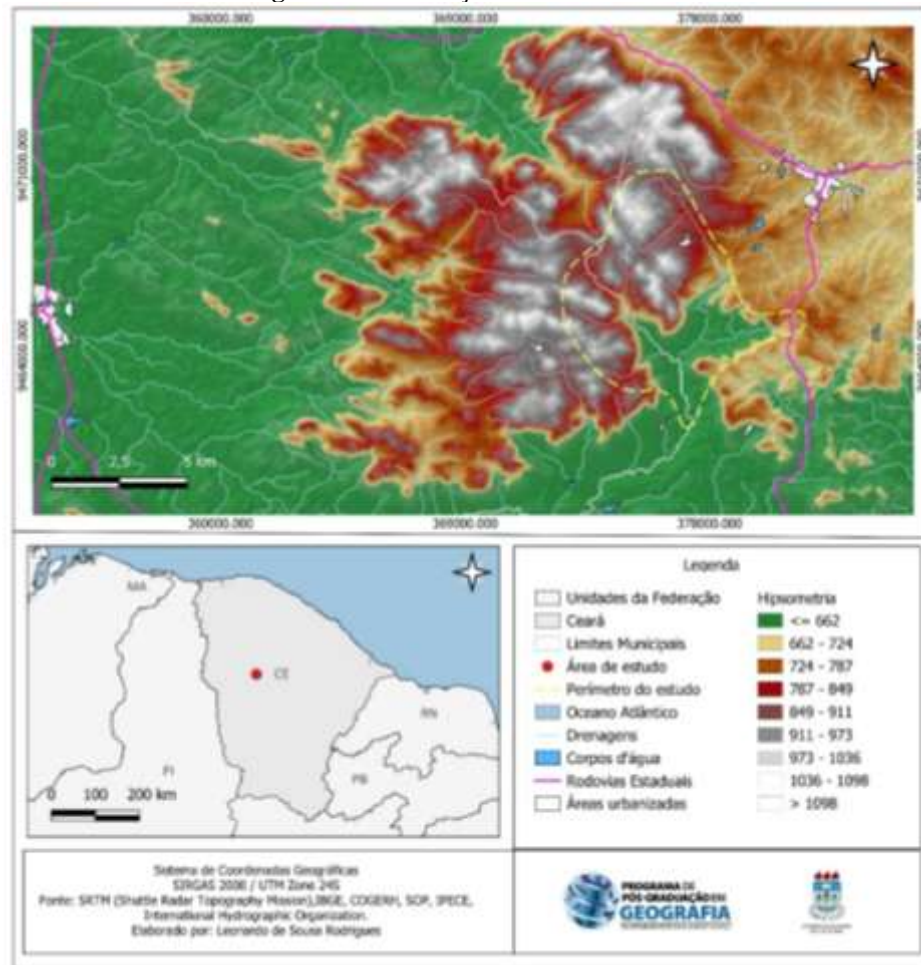 360000.000 369000.000 378000.000
9471000.000
9464000.000
0 2,5 5 km
360000.000 369000.000 378000.000
MA
CE
RN
PI
PB
0 100 200 km
Legenda
Unidades da Federação
Ceará
Limites Municipais
Área de estudo
Perímetro do estudo
Oceano Atlântico
Drenagens
Corpos d'água
Rodovias Estaduais
Áreas urbanizadas
Hipsometria
<= 662
662 - 724
724 - 787
787 - 849
849 - 911
911 - 973
973 - 1036
1036 - 1098
> 1098
Sistema de Coordenadas Geográficas
SIRGAS 2000 / UTM Zone 24S
Fonte: SRTM (Shuttle Radar Topography Mission),IBGE, COGERH, SOP, IPECE,
International Hydrographic Organization.
Elaborado por: Leonardo de Sousa Rodrigues
PROGRAMA DE
PÓS-GRADUAÇÃO EM
GEOGRAFIA